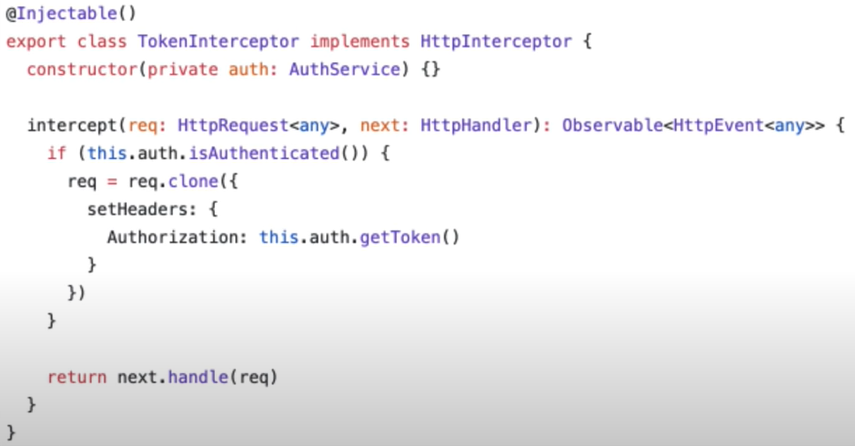 @Injectable()
export class TokenInterceptor implements HttpInterceptor {
  constructor(private auth: AuthService) {}

  intercept(req: HttpRequest<any>, next: HttpHandler): Observable<HttpEvent<any>> {
    if (this.auth.isAuthenticated()) {
      req = req.clone({
        setHeaders: {
          Authorization: this.auth.getToken()
        }
      })
    }

    return next.handle(req)
  }
}